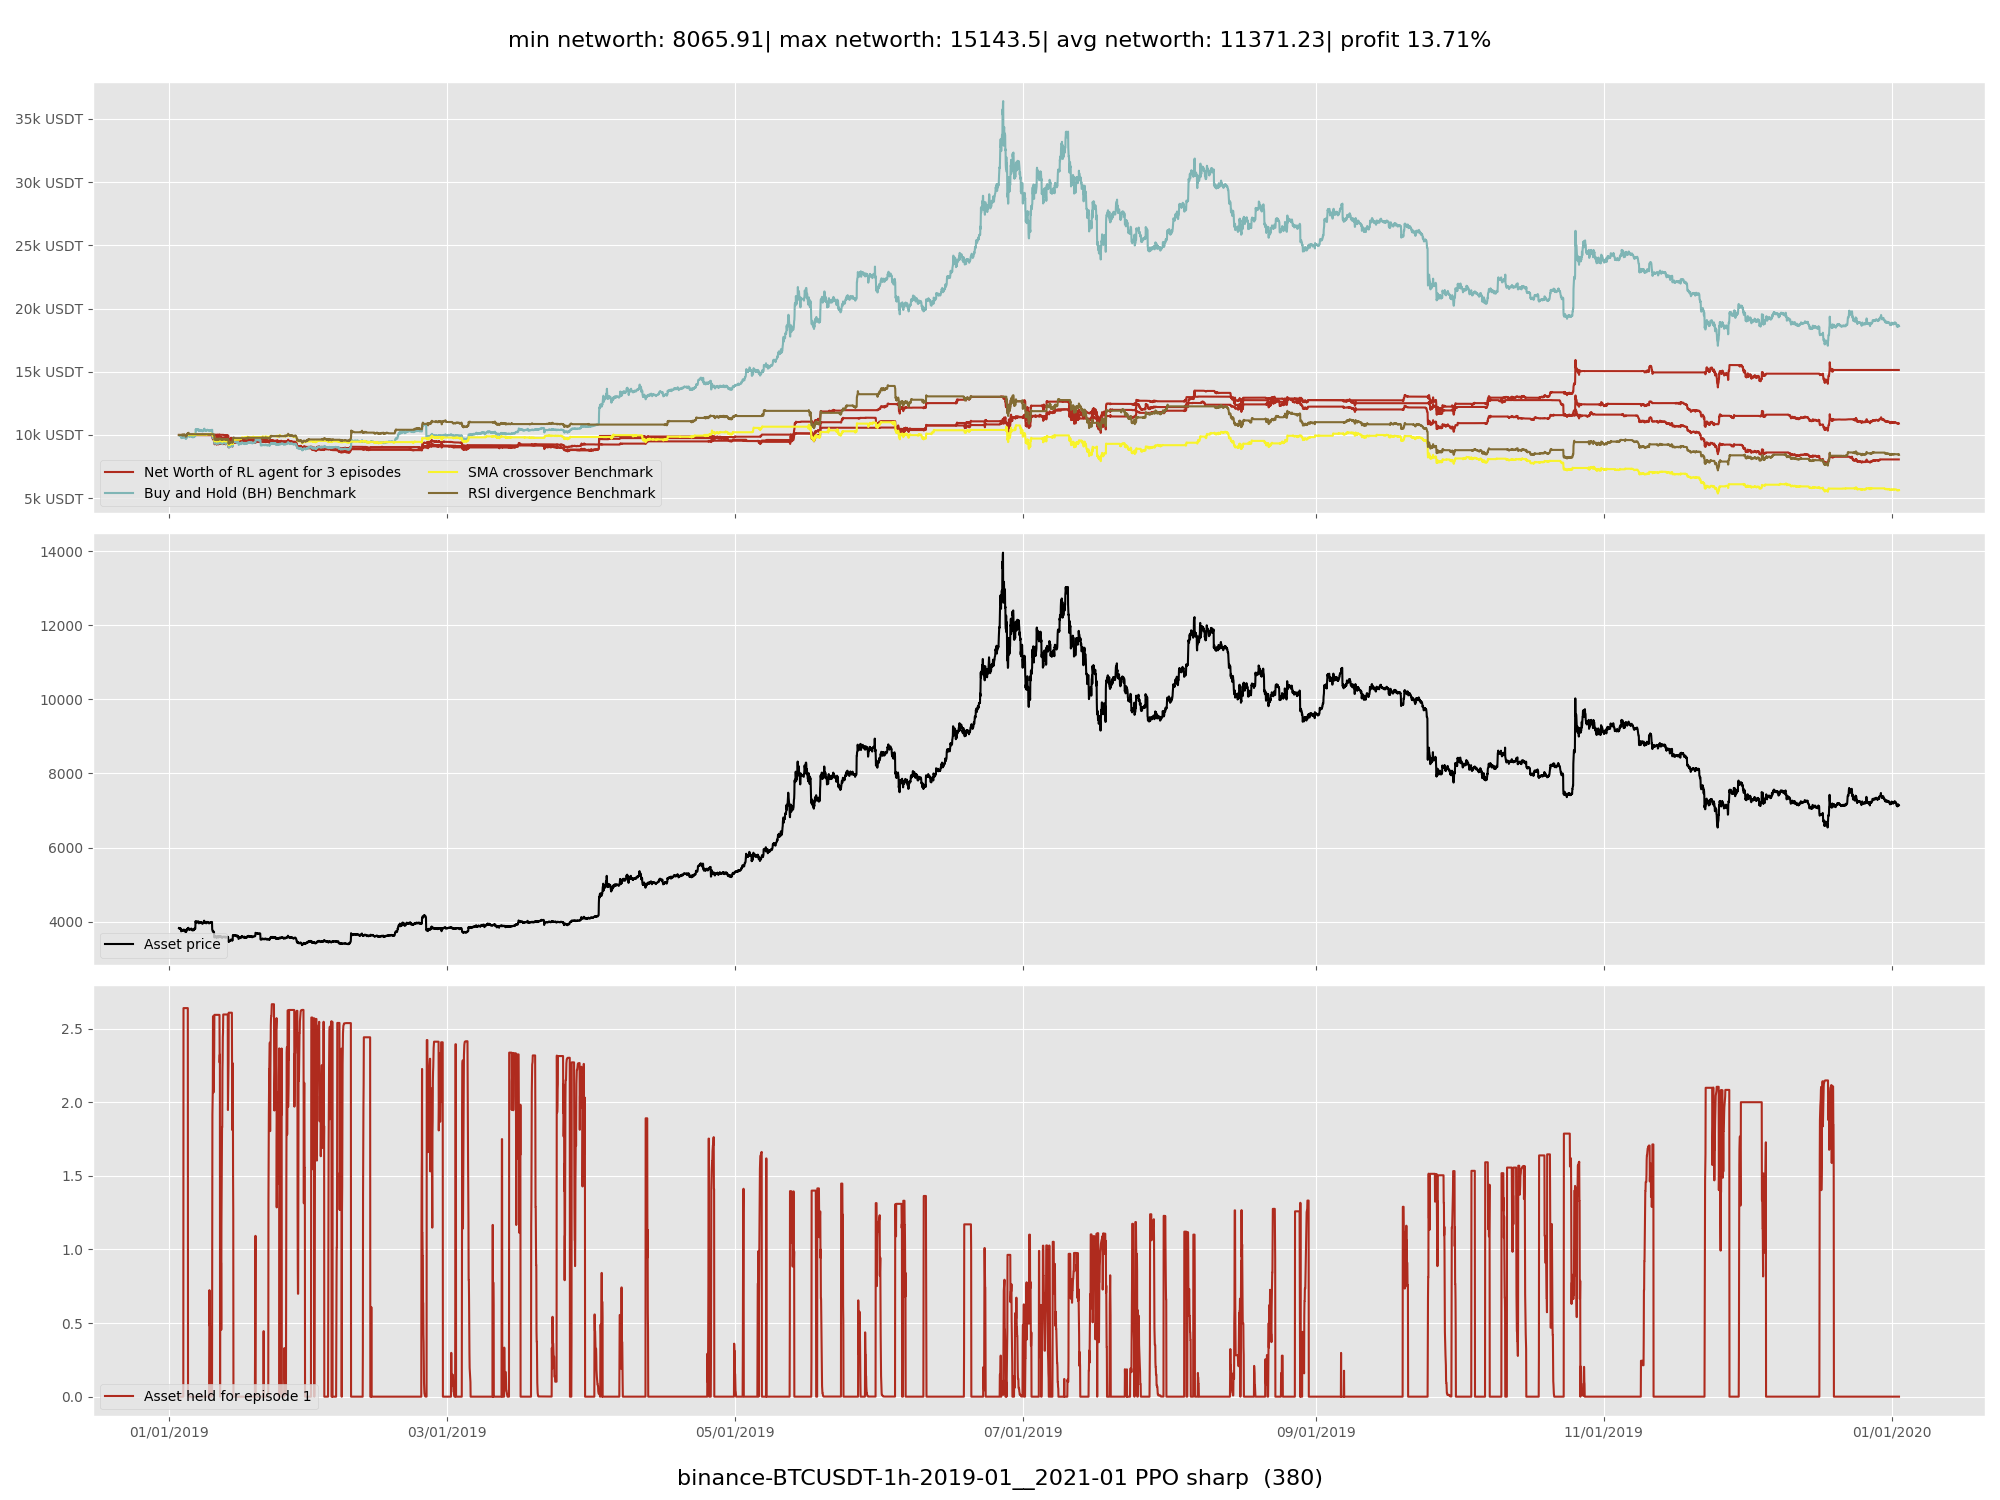 min networth: 8065.91| max networth: 15143.5| avg networth: 11371.23| profit 13.71%
35k USDT
30k USDT
25k USDT
20k USDT
15k USDT
10k USDT
5k USDT
Net Worth of RL agent for 3 episodes
Buy and Hold (BH) Benchmark
SMA crossover Benchmark
RSI divergence Benchmark
14000
12000
10000
8000
6000
4000
Asset price
2.5
2.0
1.5
1.0
0.5
0.0
Asset held for episode 1
01/01/2019 03/01/2019 05/01/2019 07/01/2019 09/01/2019 11/01/2019 01/01/2020
binance-BTCUSDT-1h-2019-01__2021-01 PPO sharp (380)